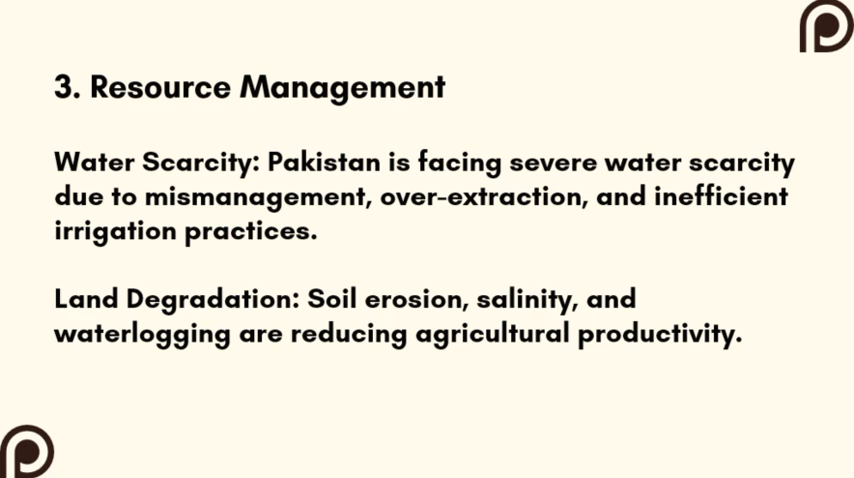 3. Resource Management
Water Scarcity: Pakistan is facing severe water scarcity
due to mismanagement, over-extraction, and inefficient
irrigation practices.
Land Degradation: Soil erosion, salinity, and
waterlogging are reducing agricultural productivity.